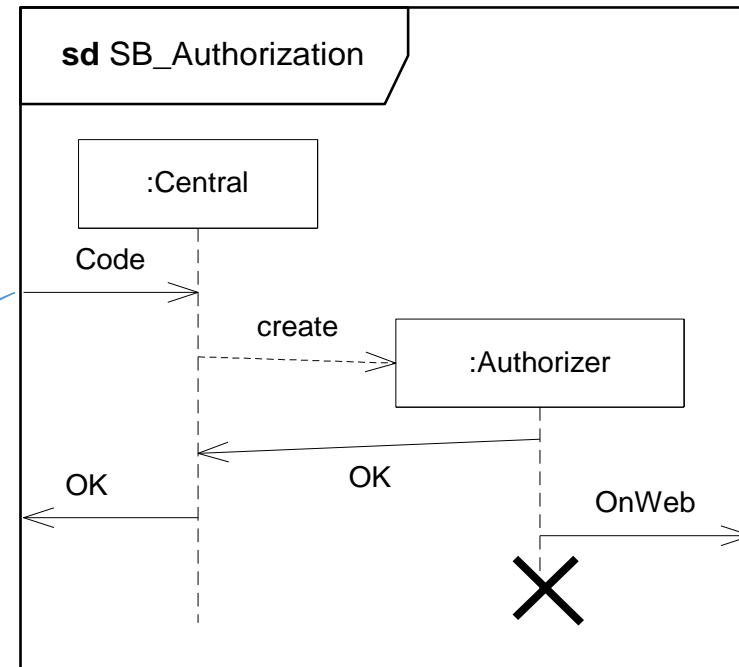 sd SB_Authorization
:Central
Code
create
:Authorizer
OK
OK
OnWeb